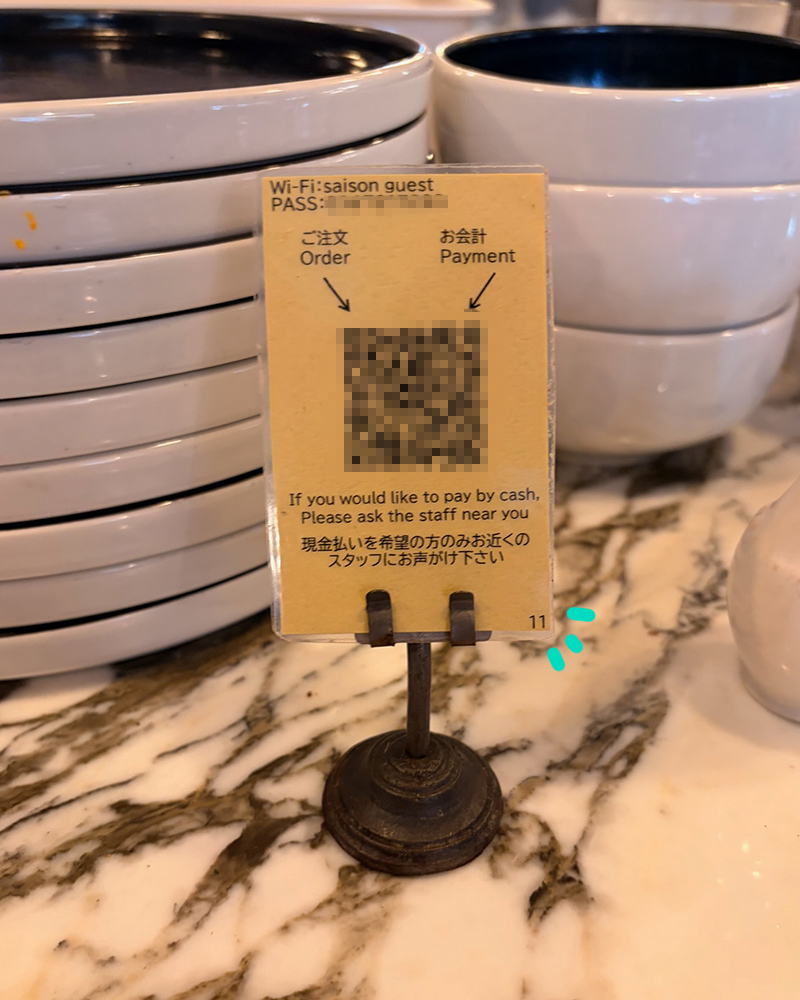 Wi-Fi:saison guest
PASS:
ご注文
Order
お会計
Payment
If you would like to pay by cash,
Please ask the staff near you
現金払いを希望の方のみお近くの
スタッフにお声がけ下さい
11